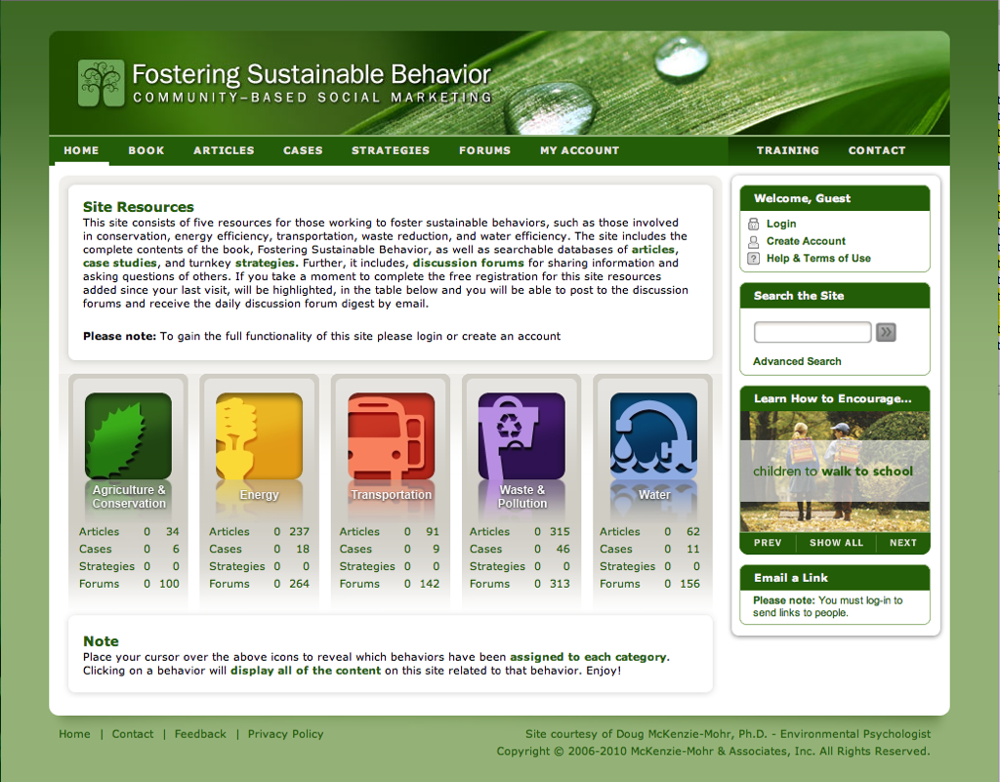 Fostering Sustainable Behavior
COMMUNITY-BASED SOCIAL MARKETING
HOME BOOK ARTICLES CASES STRATEGIES FORUMS MY ACCOUNT TRAINING CONTACT
Site Resources
This site consists of five resources for those working to foster sustainable behaviors, such as those involved
in conservation, energy efficiency, transportation, waste reduction, and water efficiency. The site includes the
complete contents of the book, Fostering Sustainable Behavior, as well as searchable databases of articles,
case studies, and turnkey strategies. Further, it includes, discussion forums for sharing information and
asking questions of others. If you take a moment to complete the free registration for this site resources
added since your last visit, will be highlighted, in the table below and you will be able to post to the discussion
forums and receive the daily discussion forum digest by email.
Please note: To gain the full functionality of this site please login or create an account
Agriculture &
Conservation
Articles 0 34
Cases 0 6
Strategies 0 0
Forums 0 100
Energy
Articles 0 237
Cases 0 18
Strategies 0 0
Forums 0 264
Transportation
Articles 0 91
Cases 0 9
Strategies 0 0
Forums 0 142
Waste &
Pollution
Articles 0 315
Cases 0 46
Strategies 0 0
Forums 0 313
Water
Articles 0 62
Cases 0 11
Strategies 0 0
Forums 0 156
Note
Place your cursor over the above icons to reveal which behaviors have been assigned to each category.
Clicking on a behavior will display all of the content on this site related to that behavior. Enjoy!
Welcome, Guest
Login
Create Account
? Help & Terms of Use
Search the Site
Advanced Search
Learn How to Encourage...
children to walk to school
PREV SHOW ALL NEXT
Email a Link
Please note: You must log-in to
send links to people.
Home | Contact | Feedback | Privacy Policy
Site courtesy of Doug McKenzie-Mohr, Ph.D. - Environmental Psychologist
Copyright © 2006-2010 McKenzie-Mohr & Associates, Inc. All Rights Reserved.